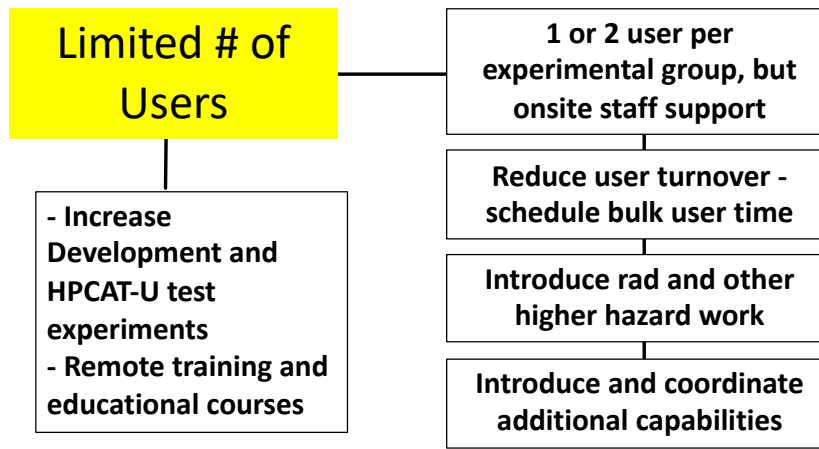 Limited # of
Users
- Increase
Development and
HPCAT-U test
experiments
- Remote training and
educational courses
1 or 2 user per
experimental group, but
onsite staff support
Reduce user turnover -
schedule bulk user time
Introduce rad and other
higher hazard work
Introduce and coordinate
additional capabilities